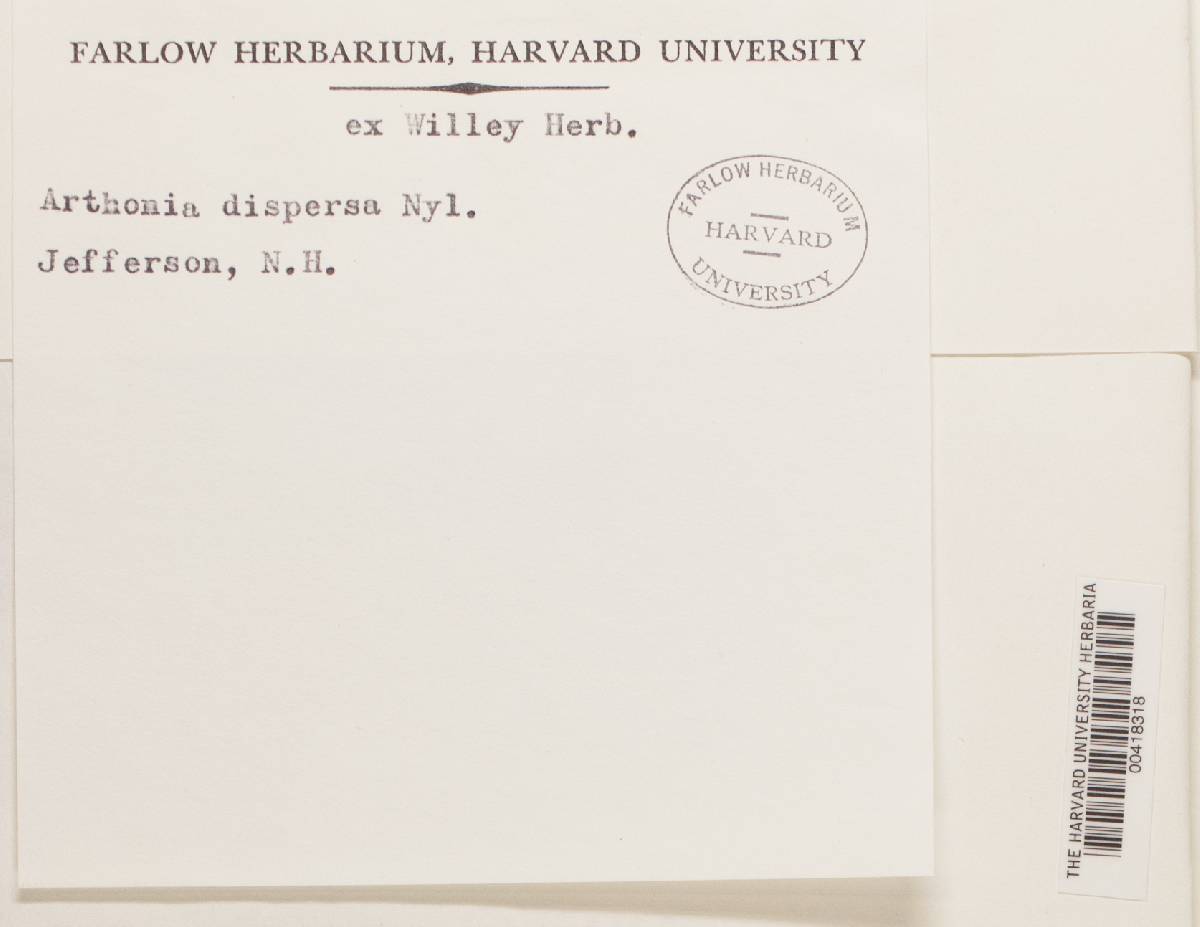 FARLOW HERBARIUM, HARVARD UNIVERSITY
ex Willey Herb.
Arthonia dispersa Nyl.
Jefferson, N.H.
FARLOW HERBARIUM
HARVARD
UNIVERSITY
THE HARVARD UNIVERSITY HERBARIA
00418318